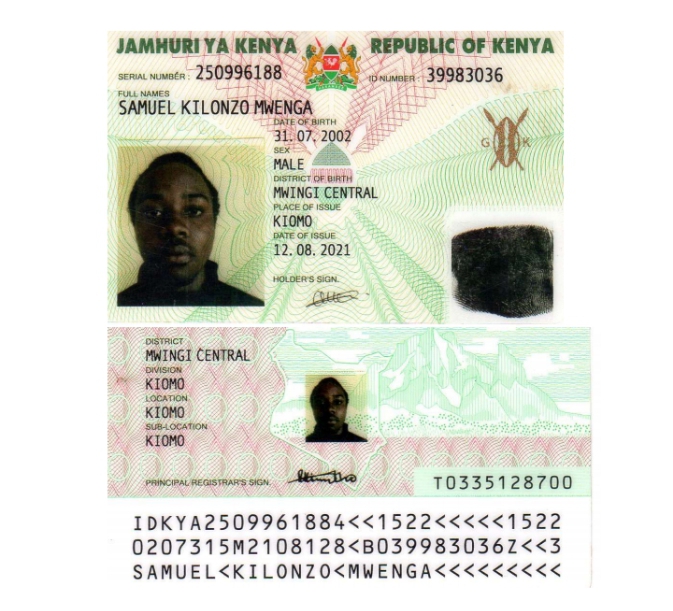 JAMHURI YA KENYA REPUBLIC OF KENYA
SERIAL NUMBER : 250996188 ID NUMBER : 39983036
FULL NAMES
SAMUEL KILONZO MWENGA
DATE OF BIRTH
31. 07. 2002
SEX
MALE
G K
DISTRICT OF BIRTH
MWINGI CENTRAL
PLACE OF ISSUE
KIOMO
DATE OF ISSUE
12. 08. 2021
HOLDER'S SIGN.
DISTRICT
MWINGI CENTRAL
DIVISION
KIOMO
LOCATION
KIOMO
SUB-LOCATION
KIOMO
PRINCIPAL REGISTRAR'S SIGN.
T0335128700
IDKYA2509961884<<1522<<<<<1522
0207315M2108128<B039983036Z<<3
SAMUEL<KILONZO<MWENGA<<<<<<<<<